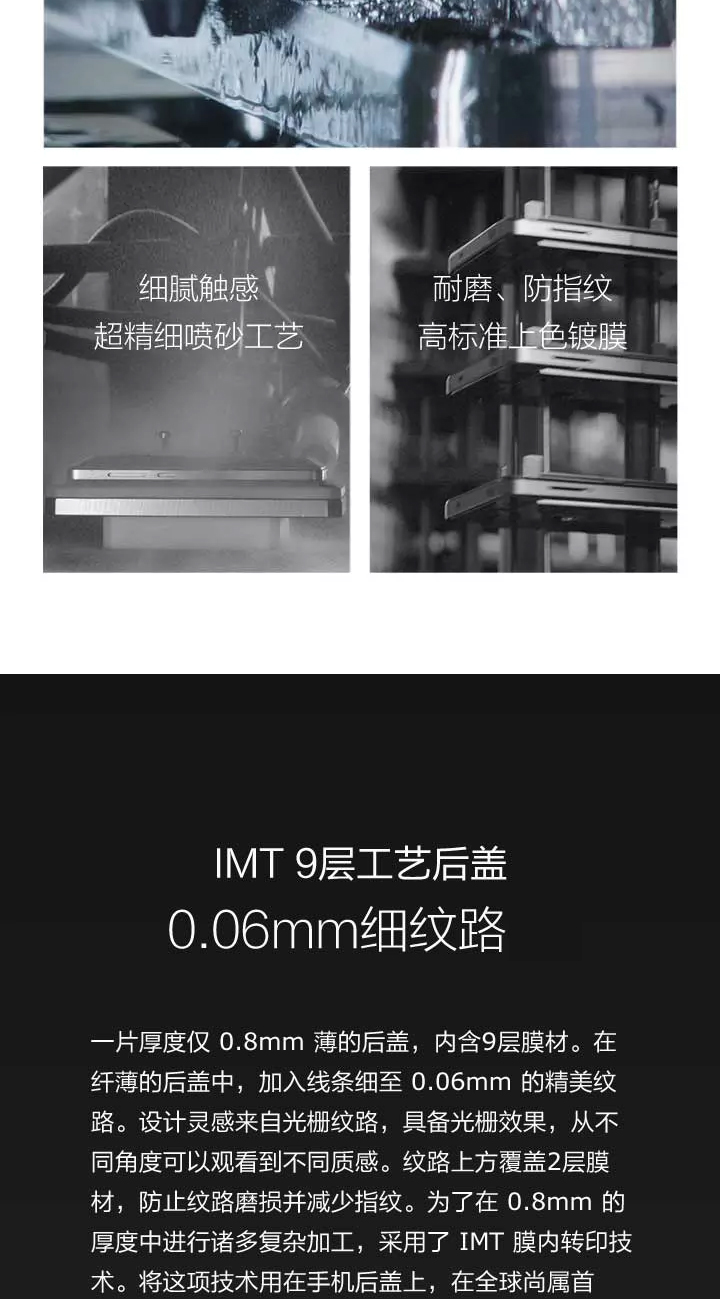 细腻触感
超精细喷砂工艺
耐磨、防指纹
高标准上色镀膜
IMT 9层工艺后盖
0.06mm细纹路
一片厚度仅 0.8mm 薄的后盖，内含9层膜材。在
纤薄的后盖中，加入线条细至 0.06mm 的精美纹
路。设计灵感来自光栅纹路，具备光栅效果，从不
同角度可以观看到不同质感。纹路上方覆盖2层膜
材，防止纹路磨损并减少指纹。为了在 0.8mm 的
厚度中进行诸多复杂加工，采用了 IMT 膜内转印技
术。将这项技术用在手机后盖上，在全球尚属首